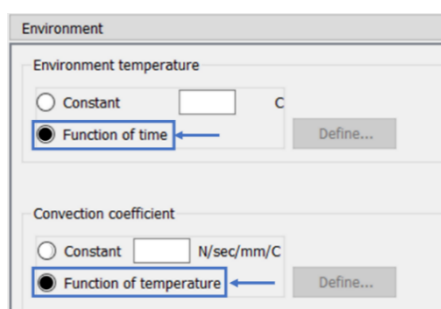 Environment
Environment temperature
Constant C
Function of time Define...
Convection coefficient
Constant N/sec/mm/C
Function of temperature Define...